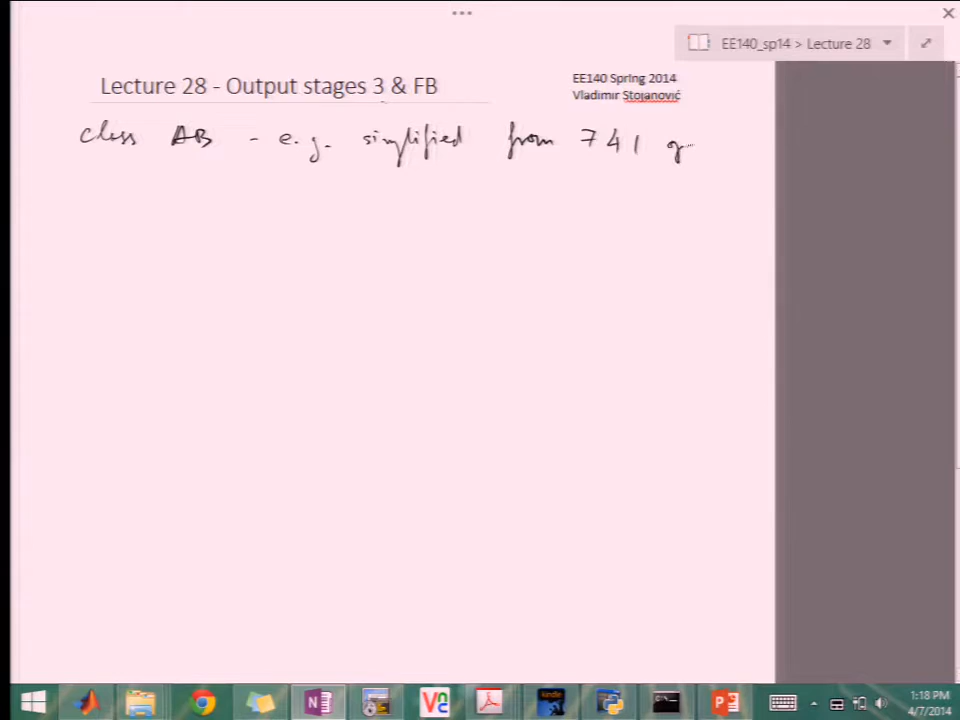 EE140_sp14 > Lecture 28
Lecture 28 - Output stages 3 & FB
EE140 Spring 2014
Vladimir Stojanović
class AB - e.g. simplified from 741
1:18 PM
4/7/2014